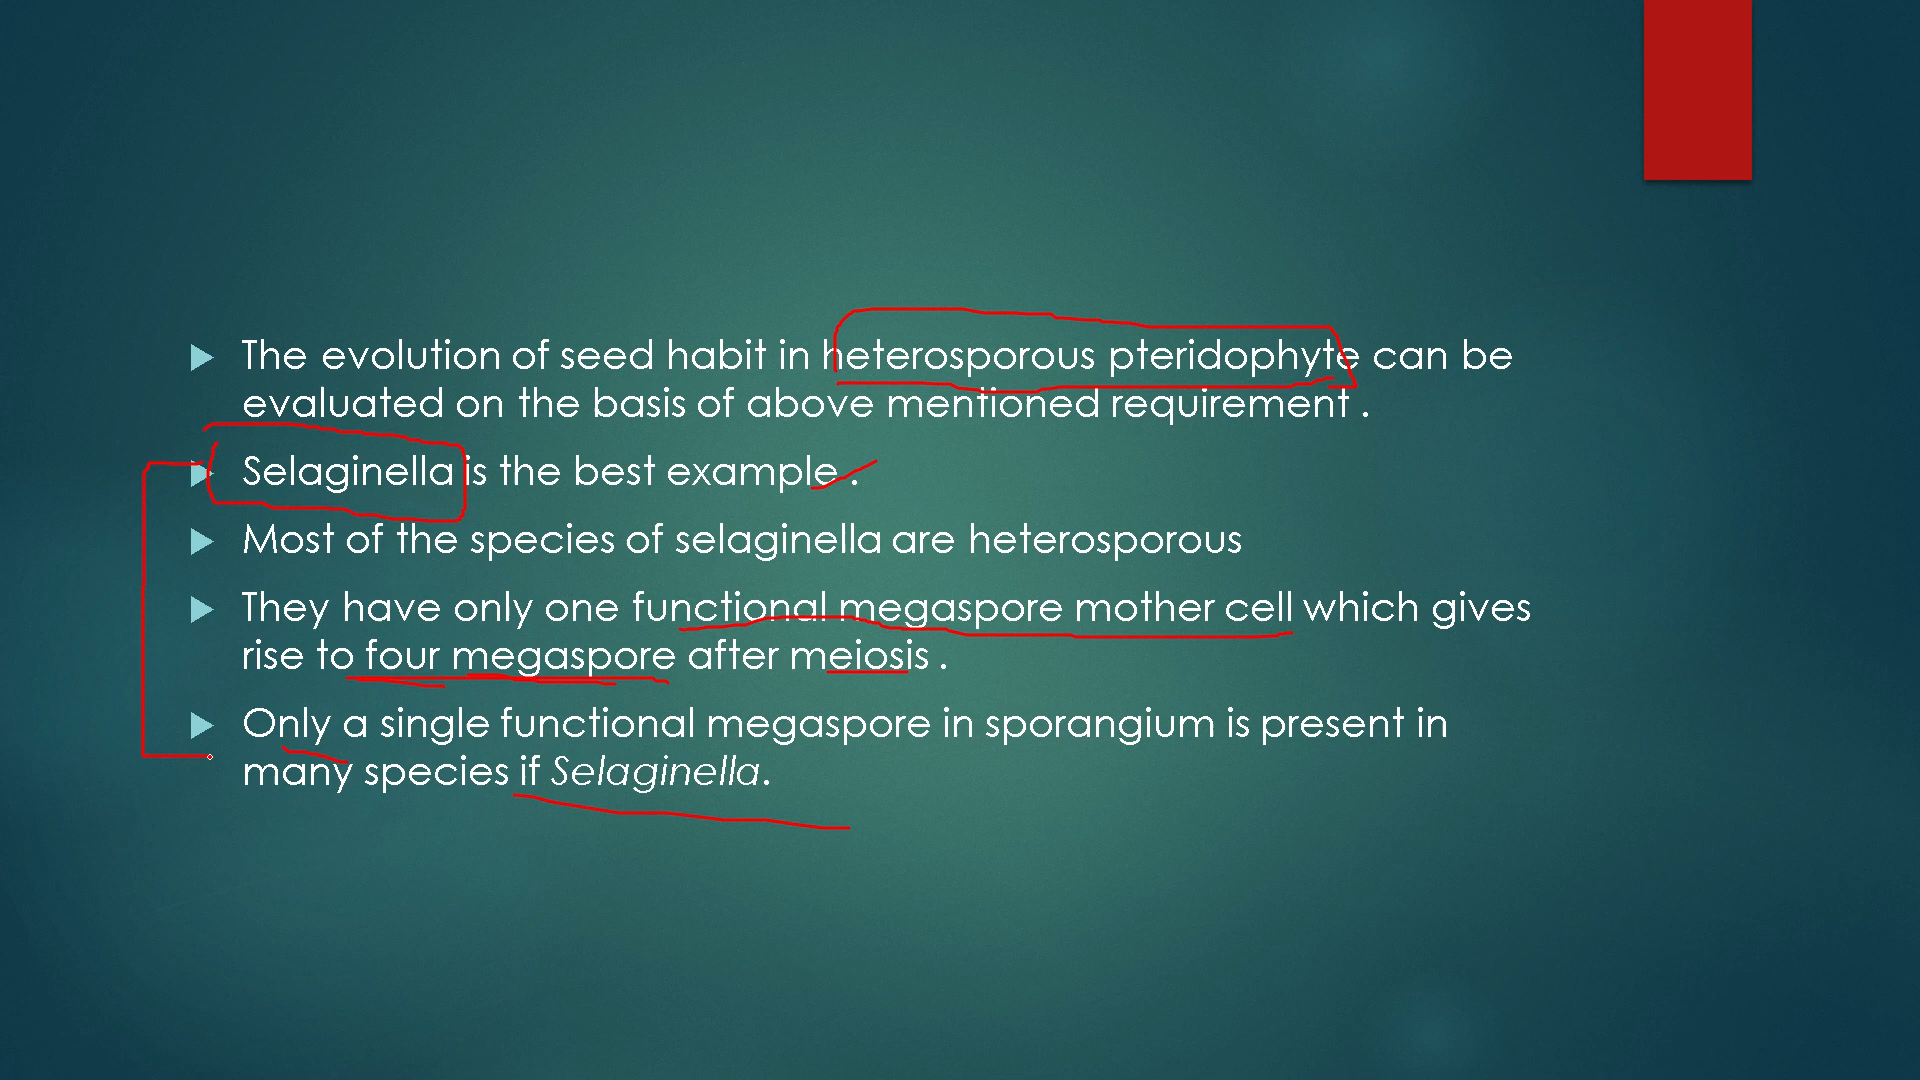 The evolution of seed habit in heterosporous pteridophyte can be
evaluated on the basis of above mentioned requirement .
Selaginella is the best example .
Most of the species of selaginella are heterosporous
They have only one functional megaspore mother cell which gives
rise to four megaspore after meiosis .
Only a single functional megaspore in sporangium is present in
many species if Selaginella.